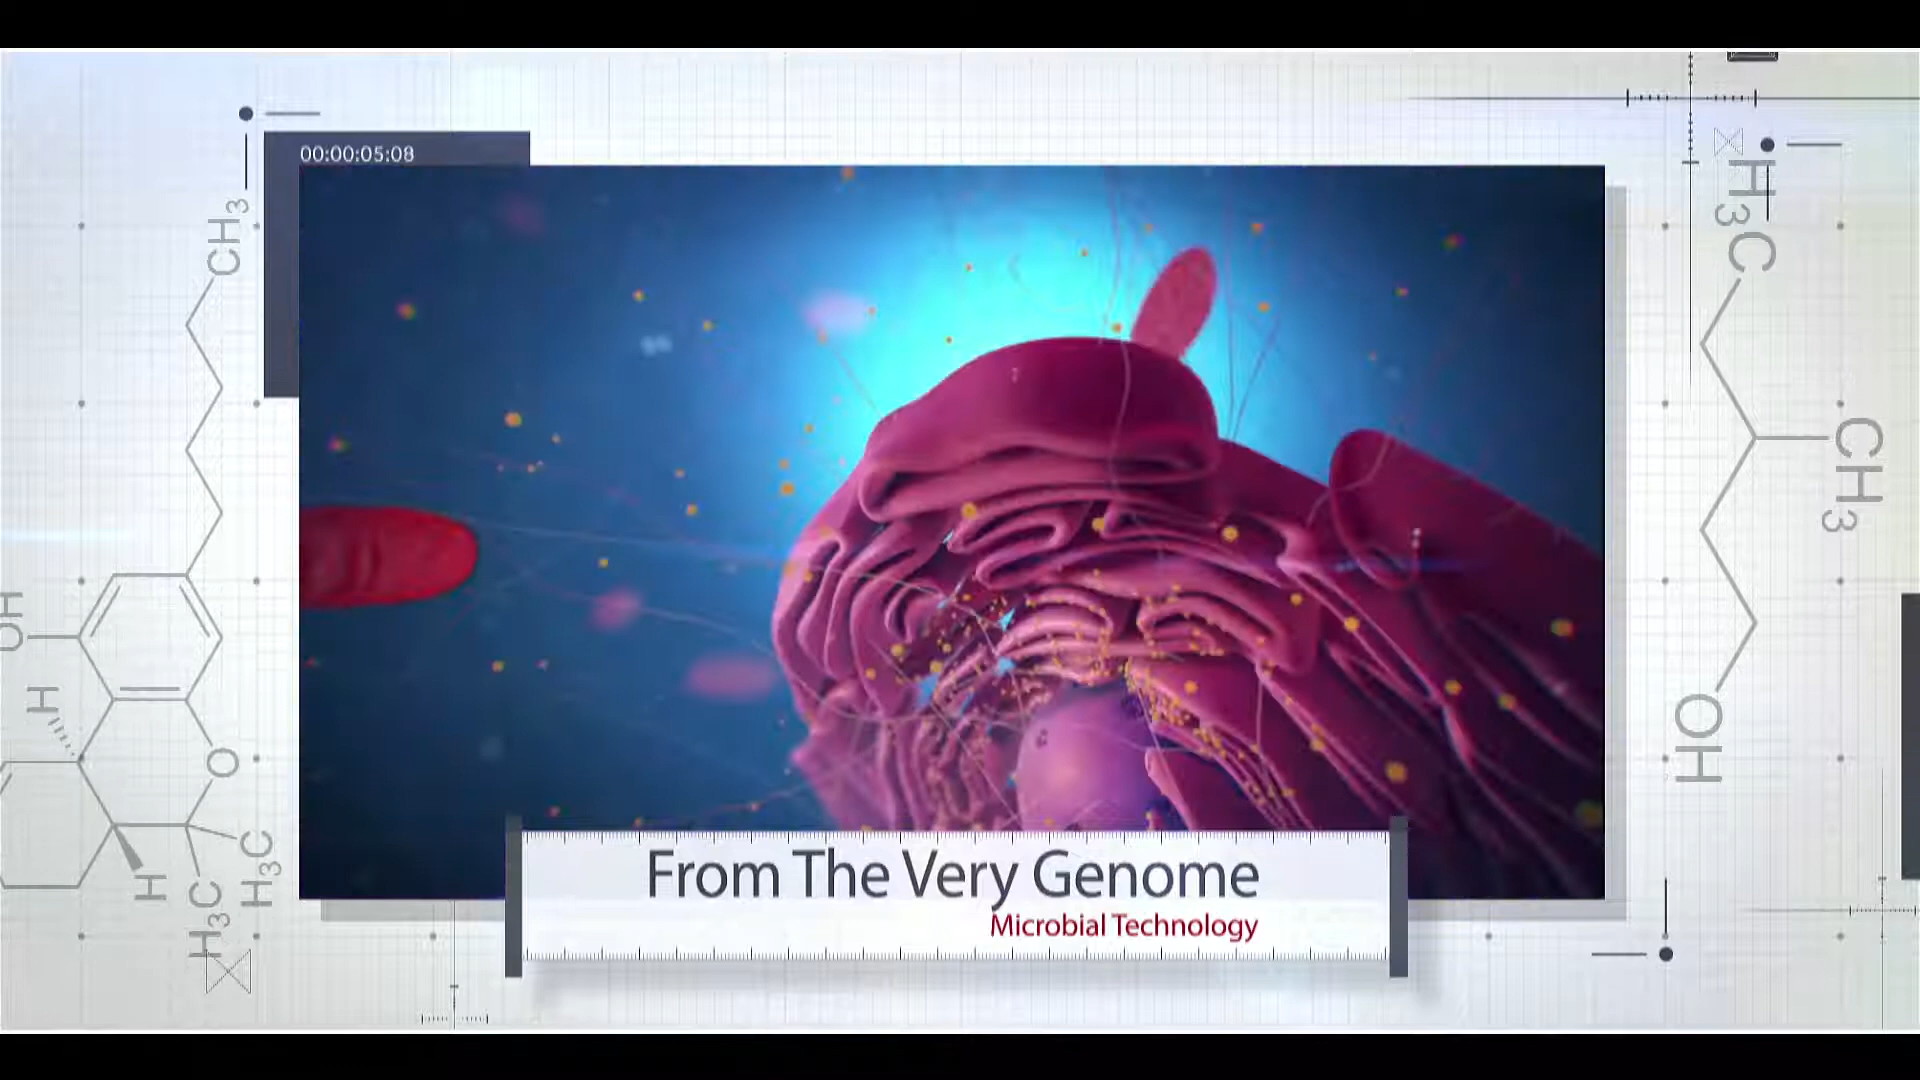 00:00:05:08
CH3
OH
H
O
H
H3C
H3C
H3C
CH3
OH
From The Very Genome
Microbial Technology